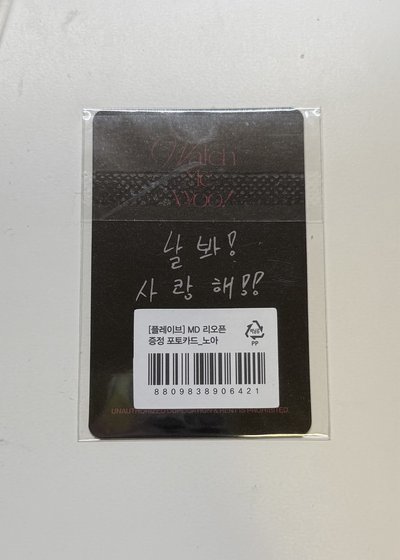 Watch
Me
Woo!
날 봐!
사랑해!!
[플레이브] MD 리오픈
증정 포토카드_노아
PP
8809838906421
UNAUTHORIZED DUPLICATION & RENT IS PROHIBITED.